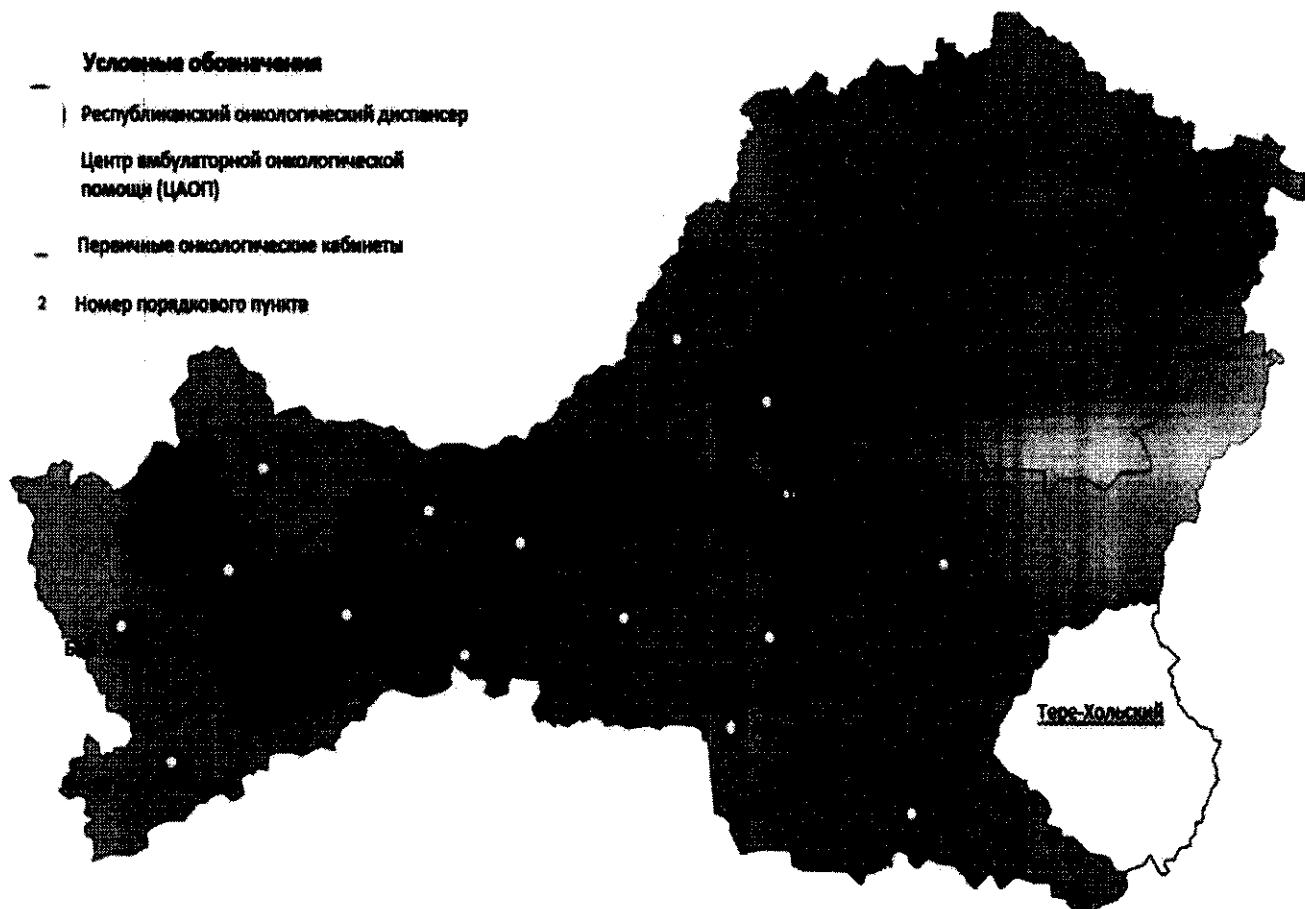 Условные обозначения
Республиканский онкологический диспансер
Центр амбулаторной онкологической
помощи (ЦАОП)
Первичные онкологические кабинеты
2 Номер порядкового пункта
Тере-Хольский